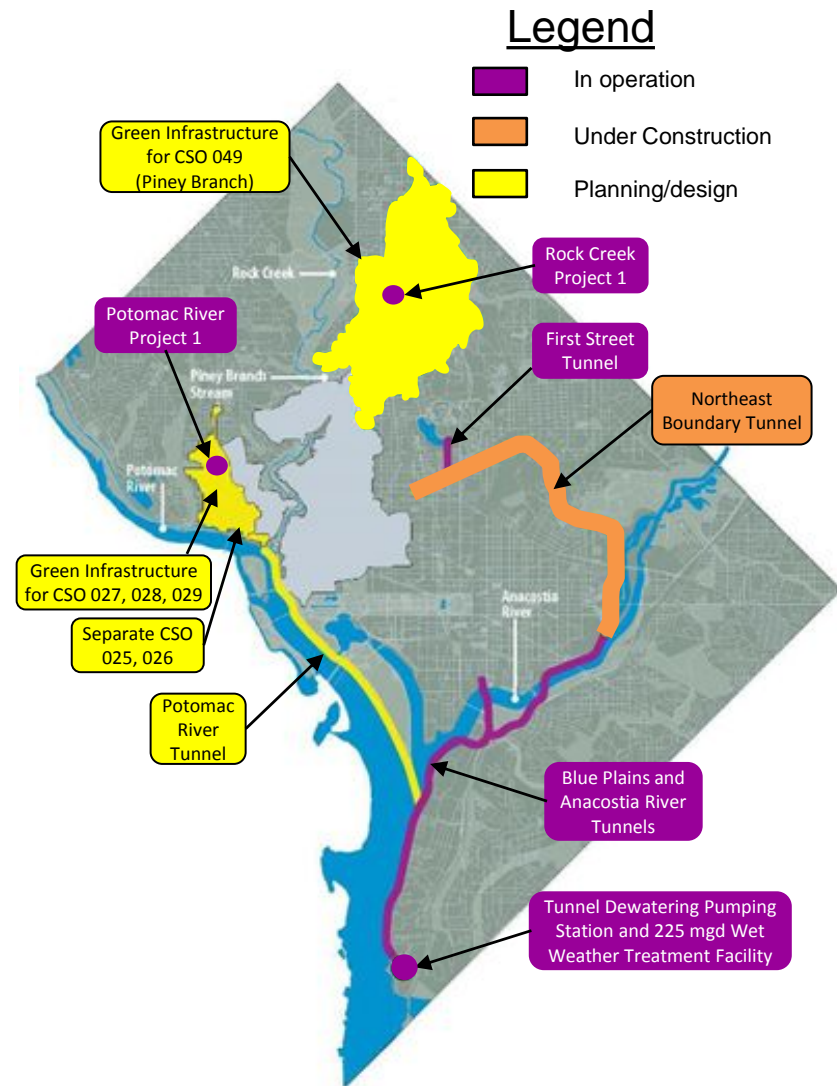 Legend
In operation
Under Construction
Planning/design
Green Infrastructure
for CSO 049
(Piney Branch)
Rock Creek
Rock Creek
Project 1
Potomac River
Project 1
First Street
Tunnel
Piney Branch
Stream
Northeast
Boundary Tunnel
Potomac
River
Green Infrastructure
for CSO 027, 028, 029
Anacostia
River
Separate CSO
025, 026
Potomac
River
Tunnel
Blue Plains and
Anacostia River
Tunnels
Tunnel Dewatering Pumping
Station and 225 mgd Wet
Weather Treatment Facility